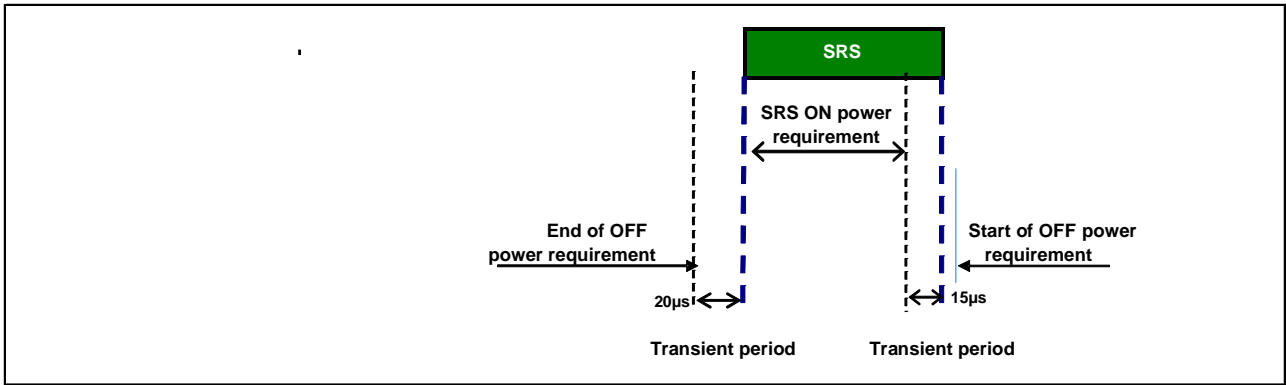 SRS
SRS ON power
requirement
End of OFF
power requirement
Start of OFF power
requirement
20µs
15µs
Transient period
Transient period